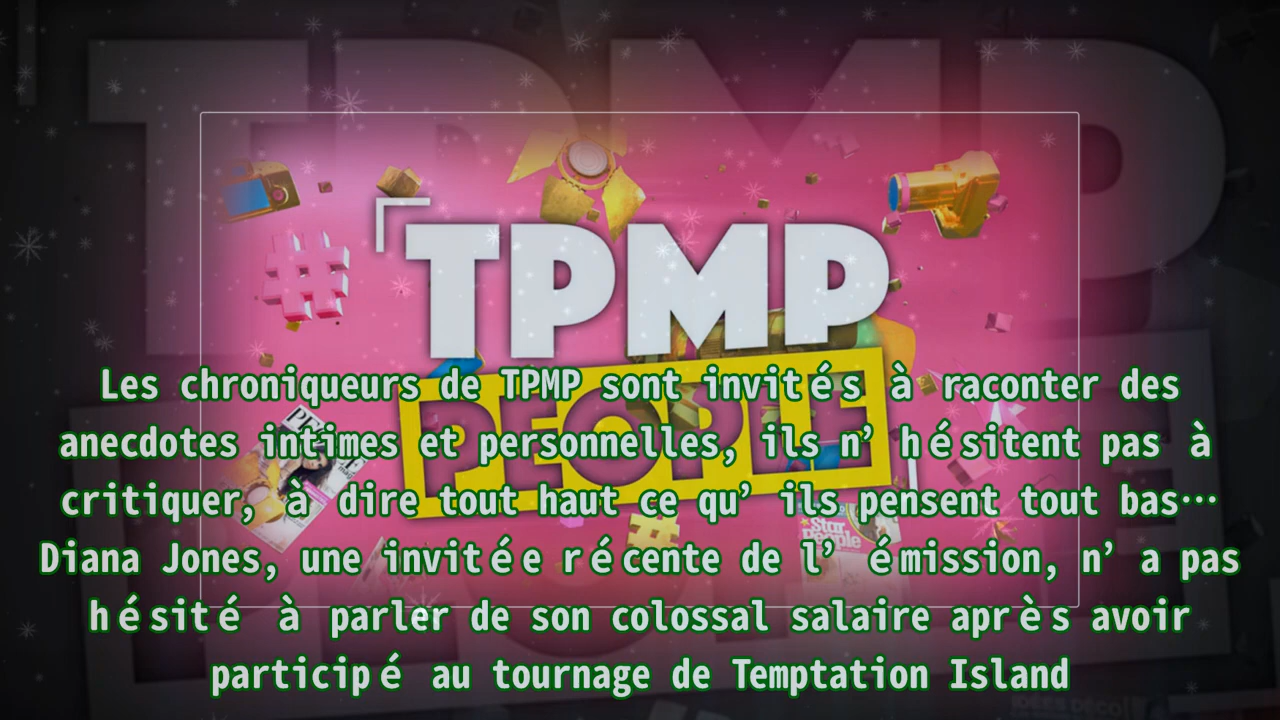 TPMP
PEOPLE
Star
People
Les chroniqueurs de TPMP sont invités à raconter des
anecdotes intimes et personnelles, ils n’ hésitent pas à
critiquer, à dire tout haut ce qu’ ils pensent tout bas…
Diana Jones, une invitée récente de l’ émission, n’ a pas
hésité à parler de son colossal salaire après avoir
participé au tournage de Temptation Island